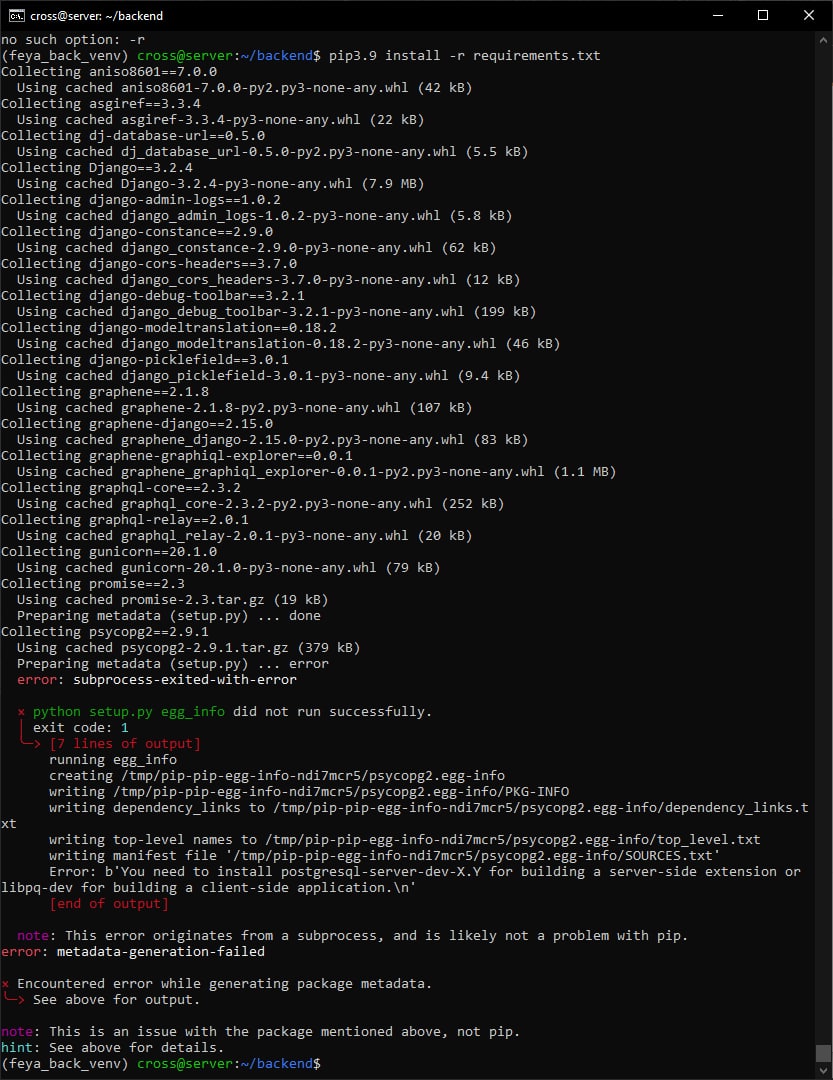 cross@server: ~/backend
no such option: -r
(feya_back_venv) cross@server:~/backend$ pip3.9 install -r requirements.txt
Collecting aniso8601==7.0.0
  Using cached aniso8601-7.0.0-py2.py3-none-any.whl (42 kB)
Collecting asgiref==3.3.4
  Using cached asgiref-3.3.4-py3-none-any.whl (22 kB)
Collecting dj-database-url==0.5.0
  Using cached dj_database_url-0.5.0-py2.py3-none-any.whl (5.5 kB)
Collecting Django==3.2.4
  Using cached Django-3.2.4-py3-none-any.whl (7.9 MB)
Collecting django-admin-logs==1.0.2
  Using cached django_admin_logs-1.0.2-py3-none-any.whl (5.8 kB)
Collecting django-constance==2.9.0
  Using cached django_constance-2.9.0-py3-none-any.whl (62 kB)
Collecting django-cors-headers==3.7.0
  Using cached django_cors_headers-3.7.0-py3-none-any.whl (12 kB)
Collecting django-debug-toolbar==3.2.1
  Using cached django_debug_toolbar-3.2.1-py3-none-any.whl (199 kB)
Collecting django-modeltranslation==0.18.2
  Using cached django_modeltranslation-0.18.2-py3-none-any.whl (46 kB)
Collecting django-picklefield==3.0.1
  Using cached django_picklefield-3.0.1-py3-none-any.whl (9.4 kB)
Collecting graphene==2.1.8
  Using cached graphene-2.1.8-py2.py3-none-any.whl (107 kB)
Collecting graphene-django==2.15.0
  Using cached graphene_django-2.15.0-py2.py3-none-any.whl (83 kB)
Collecting graphene-graphiql-explorer==0.0.1
  Using cached graphene_graphiql_explorer-0.0.1-py2.py3-none-any.whl (1.1 MB)
Collecting graphql-core==2.3.2
  Using cached graphql_core-2.3.2-py2.py3-none-any.whl (252 kB)
Collecting graphql-relay==2.0.1
  Using cached graphql_relay-2.0.1-py3-none-any.whl (20 kB)
Collecting gunicorn==20.1.0
  Using cached gunicorn-20.1.0-py3-none-any.whl (79 kB)
Collecting promise==2.3
  Using cached promise-2.3.tar.gz (19 kB)
  Preparing metadata (setup.py) ... done
Collecting psycopg2==2.9.1
  Using cached psycopg2-2.9.1.tar.gz (379 kB)
  Preparing metadata (setup.py) ... error
  error: subprocess-exited-with-error
  × python setup.py egg_info did not run successfully.
  │ exit code: 1
  ╰─> [7 lines of output]
      running egg_info
      creating /tmp/pip-pip-egg-info-ndi7mcr5/psycopg2.egg-info
      writing /tmp/pip-pip-egg-info-ndi7mcr5/psycopg2.egg-info/PKG-INFO
      writing dependency_links to /tmp/pip-pip-egg-info-ndi7mcr5/psycopg2.egg-info/dependency_links.t
xt
      writing top-level names to /tmp/pip-pip-egg-info-ndi7mcr5/psycopg2.egg-info/top_level.txt
      writing manifest file '/tmp/pip-pip-egg-info-ndi7mcr5/psycopg2.egg-info/SOURCES.txt'
      Error: b'You need to install postgresql-server-dev-X.Y for building a server-side extension or
libpq-dev for building a client-side application.\n'
      [end of output]
  note: This error originates from a subprocess, and is likely not a problem with pip.
error: metadata-generation-failed
× Encountered error while generating package metadata.
╰─> See above for output.
note: This is an issue with the package mentioned above, not pip.
hint: See above for details.
(feya_back_venv) cross@server:~/backend$